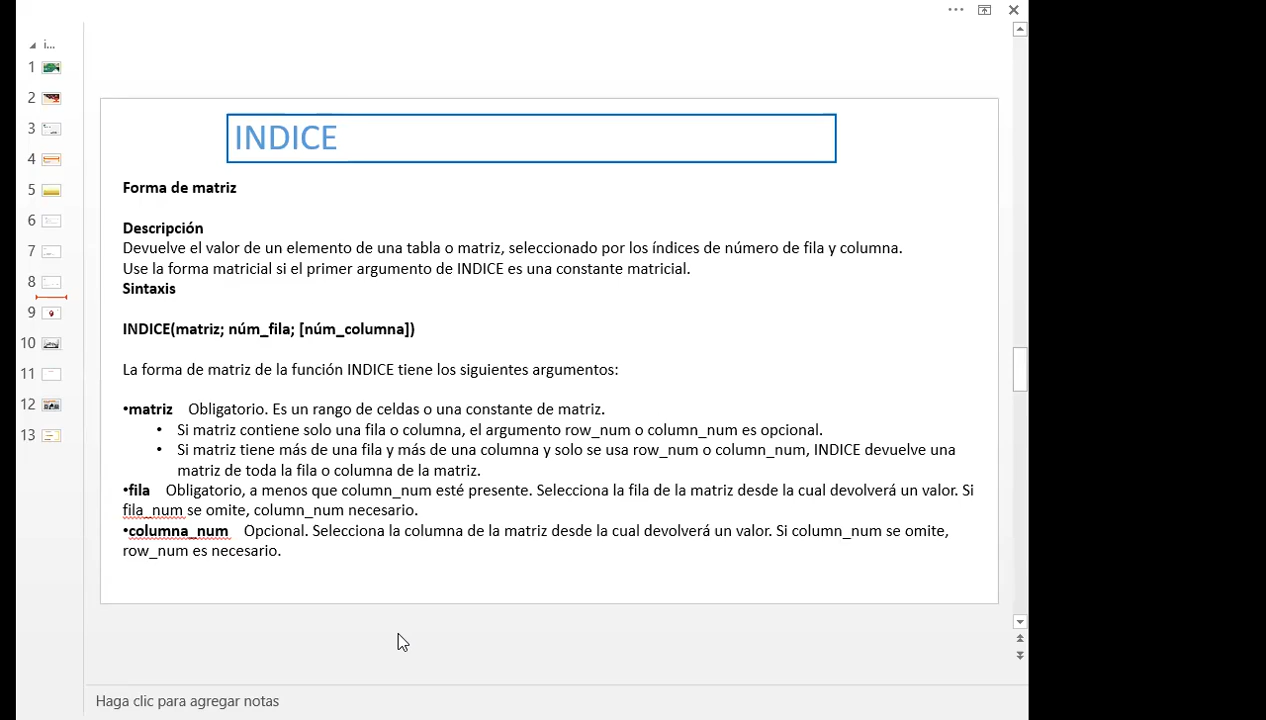 i...
1
2
3
4
5
6
7
8
9
10
11
12
13
INDICE
Forma de matriz
Descripción
Devuelve el valor de un elemento de una tabla o matriz, seleccionado por los índices de número de fila y columna.
Use la forma matricial si el primer argumento de INDICE es una constante matricial.
Sintaxis
INDICE(matriz; núm_fila; [núm_columna])
La forma de matriz de la función INDICE tiene los siguientes argumentos:
•matriz Obligatorio. Es un rango de celdas o una constante de matriz.
• Si matriz contiene solo una fila o columna, el argumento row_num o column_num es opcional.
• Si matriz tiene más de una fila y más de una columna y solo se usa row_num o column_num, INDICE devuelve una
matriz de toda la fila o columna de la matriz.
•fila Obligatorio, a menos que column_num esté presente. Selecciona la fila de la matriz desde la cual devolverá un valor. Si
fila_num se omite, column_num necesario.
•columna_num Opcional. Selecciona la columna de la matriz desde la cual devolverá un valor. Si column_num se omite,
row_num es necesario.
Haga clic para agregar notas